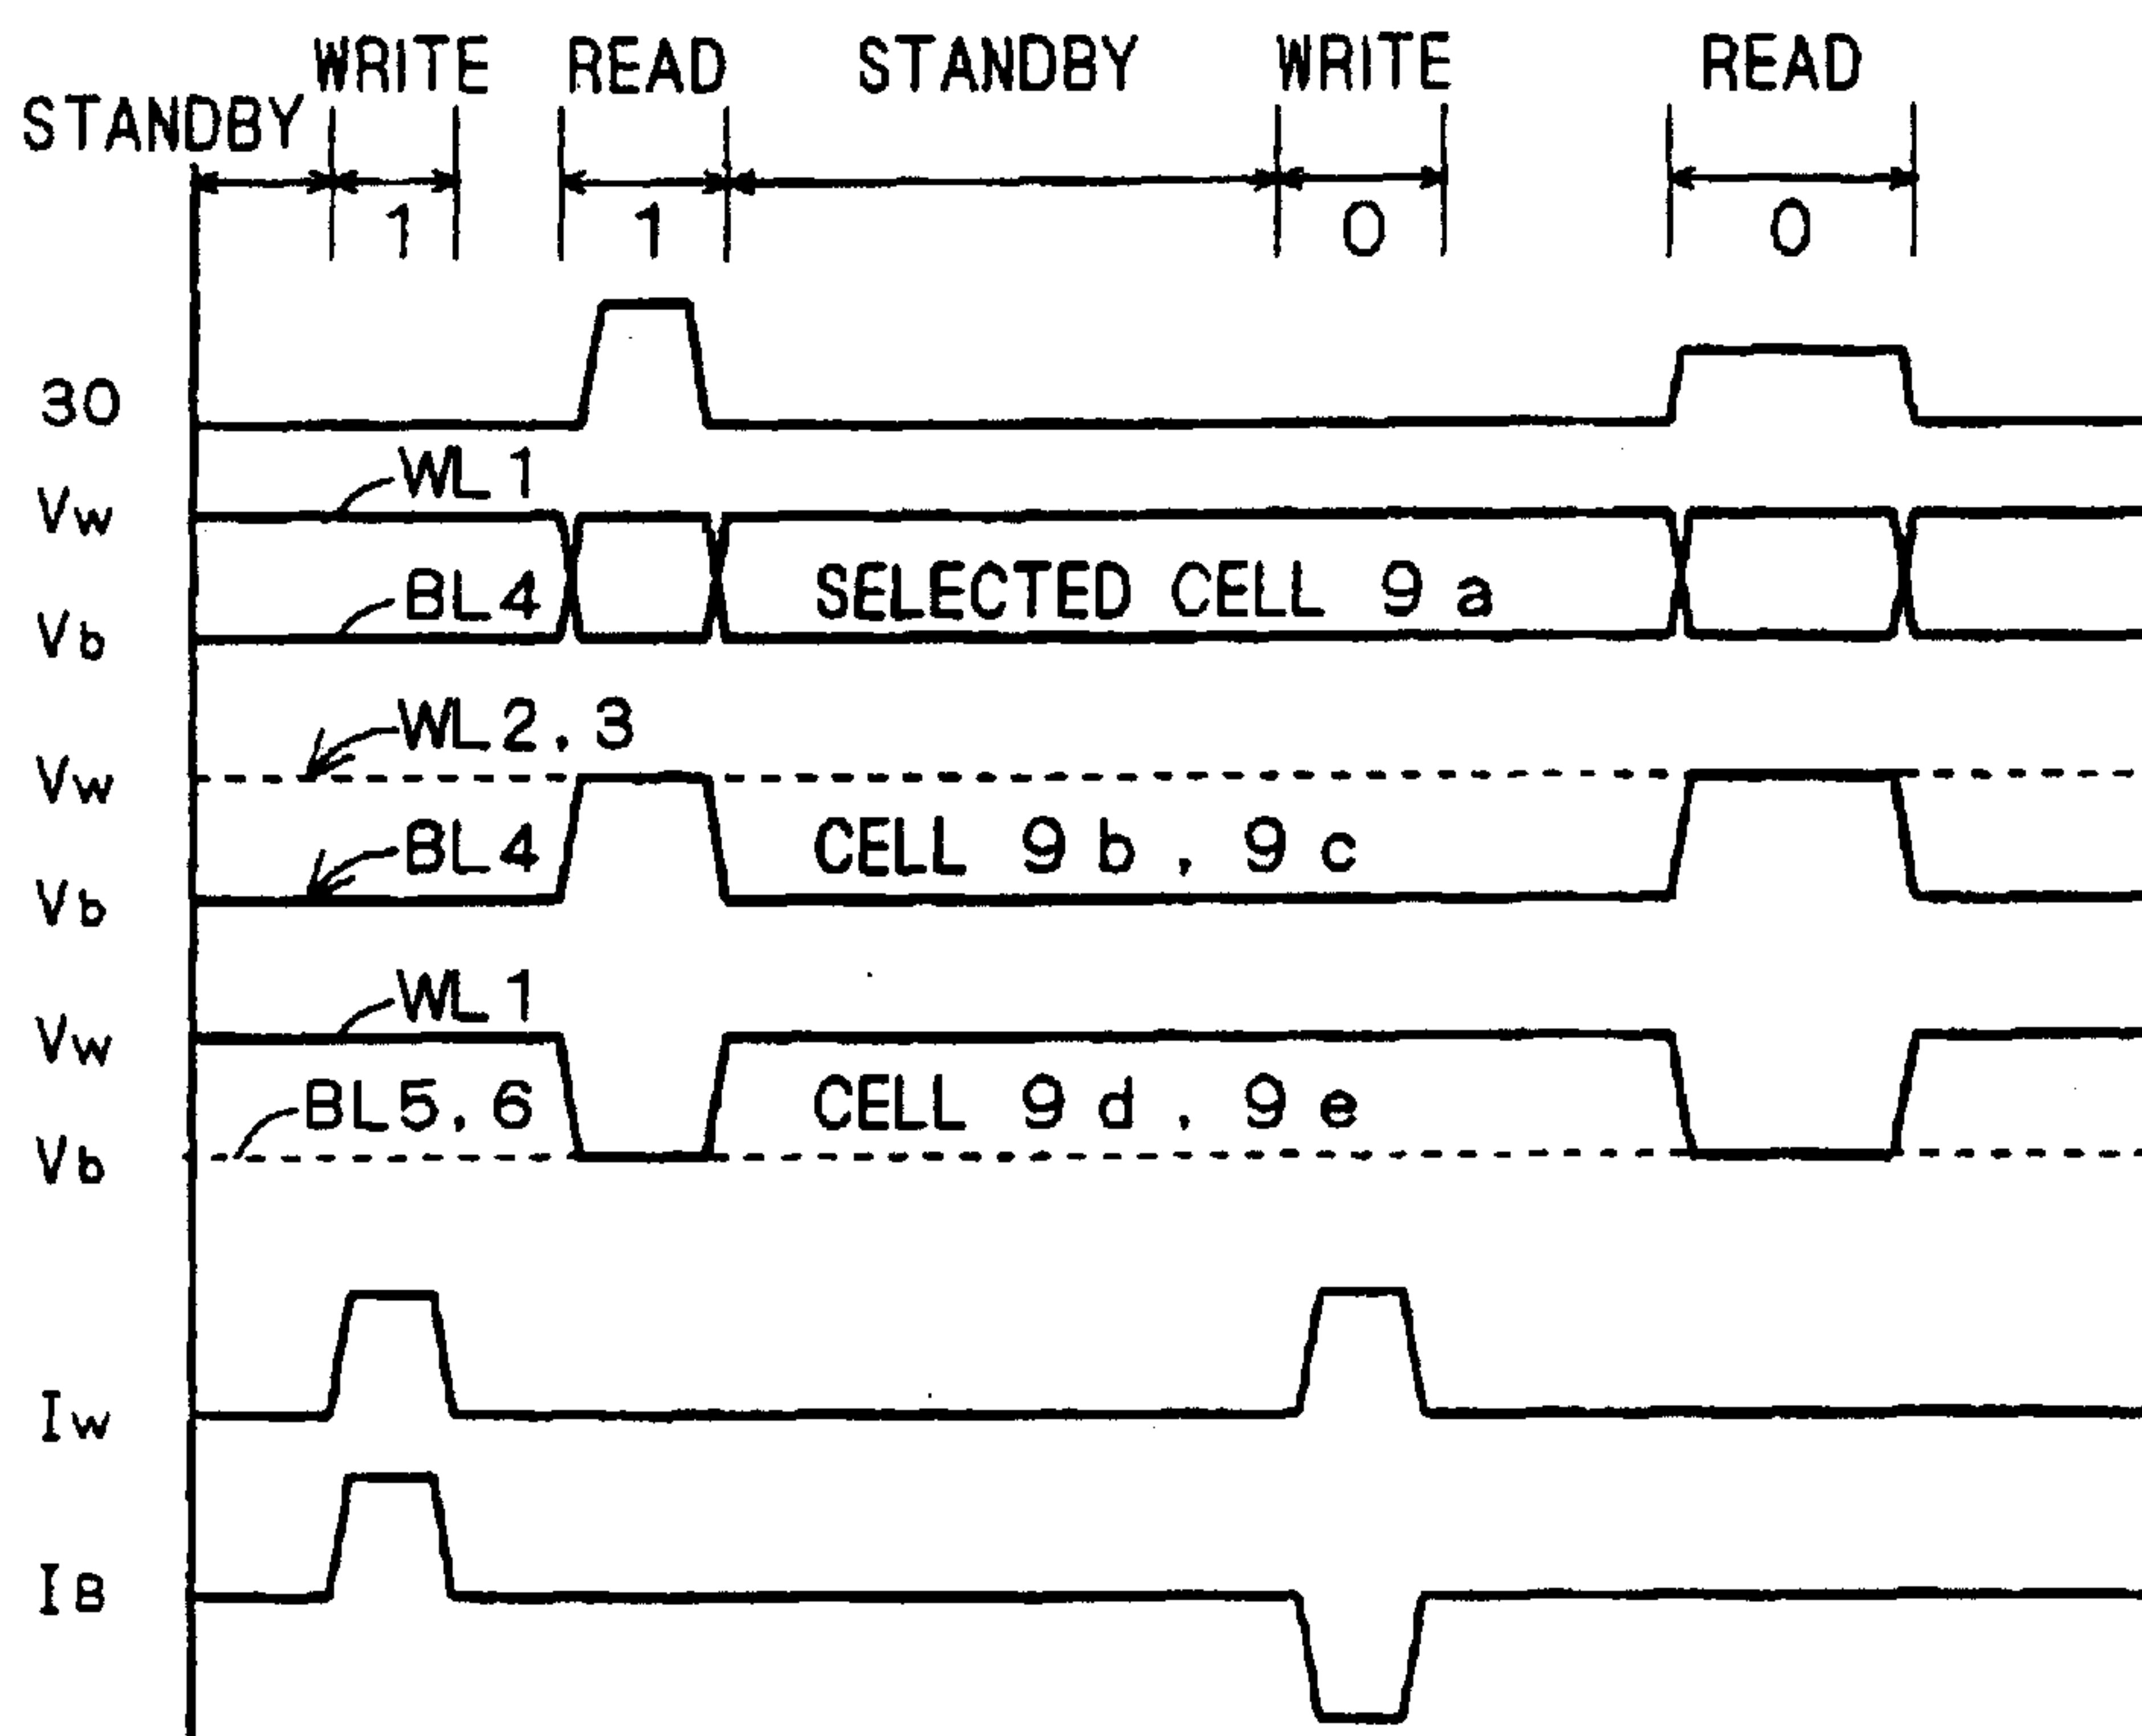 WRITE READ STANDBY WRITE READ
STANDBY
1 1 0 0
30
WL1
Vw
BL4 SELECTED CELL 9a
Vb
WL2,3
Vw
BL4 CELL 9b, 9c
Vb
WL1
Vw
BL5,6 CELL 9d, 9e
Vb
Iw
IB